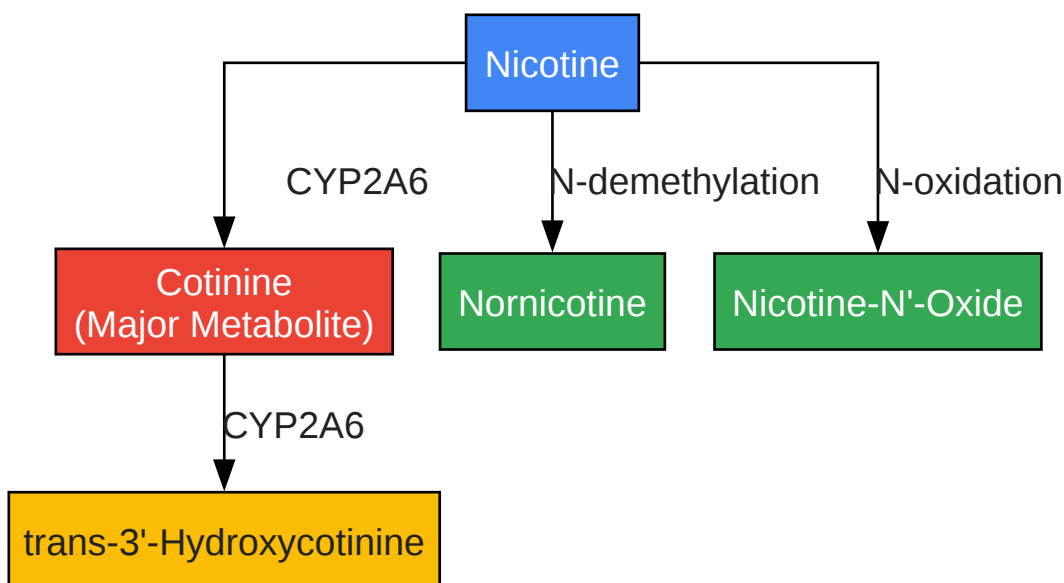 Nicotine
CYP2A6
N-demethylation
N-oxidation
Cotinine
(Major Metabolite)
Nornicotine
Nicotine-N'-Oxide
CYP2A6
trans-3'-Hydroxycotinine